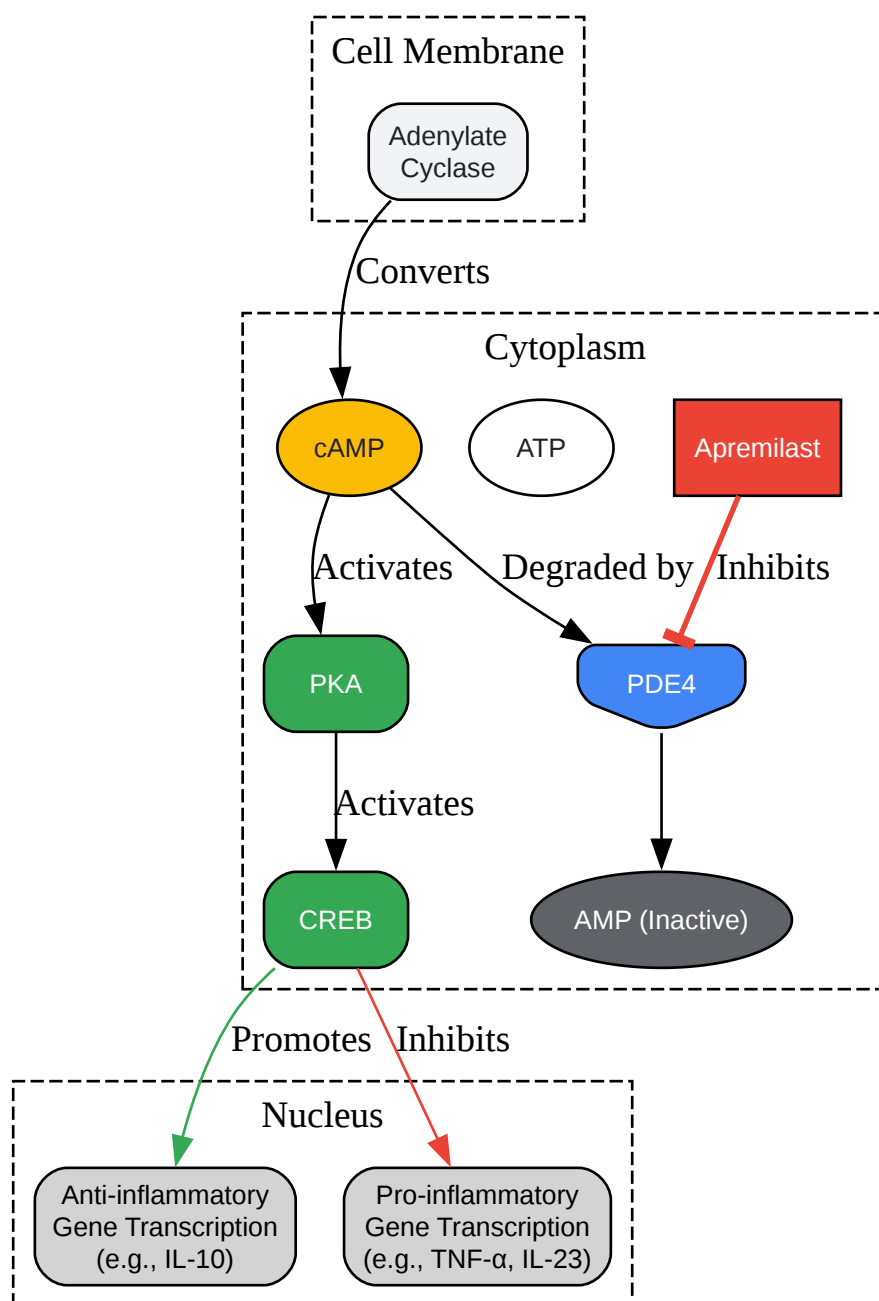 Cell Membrane
Adenylate
Cyclase
Converts
Cytoplasm
cAMP
ATP
Apremilast
Activates
Degraded by
Inhibits
PKA
PDE4
Activates
CREB
AMP (Inactive)
Promotes
Inhibits
Nucleus
Anti-inflammatory
Gene Transcription
(e.g., IL-10)
Pro-inflammatory
Gene Transcription
(e.g., TNF-α, IL-23)